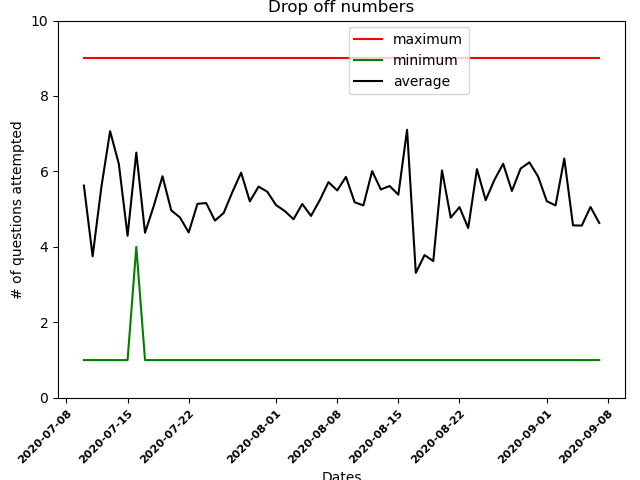 Drop off numbers
maximum
minimum
average
# of questions attempted
10
8
6
4
2
0
2020-07-08
2020-07-15
2020-07-22
2020-08-01
2020-08-08
2020-08-15
2020-08-22
2020-09-01
2020-09-08
Dates